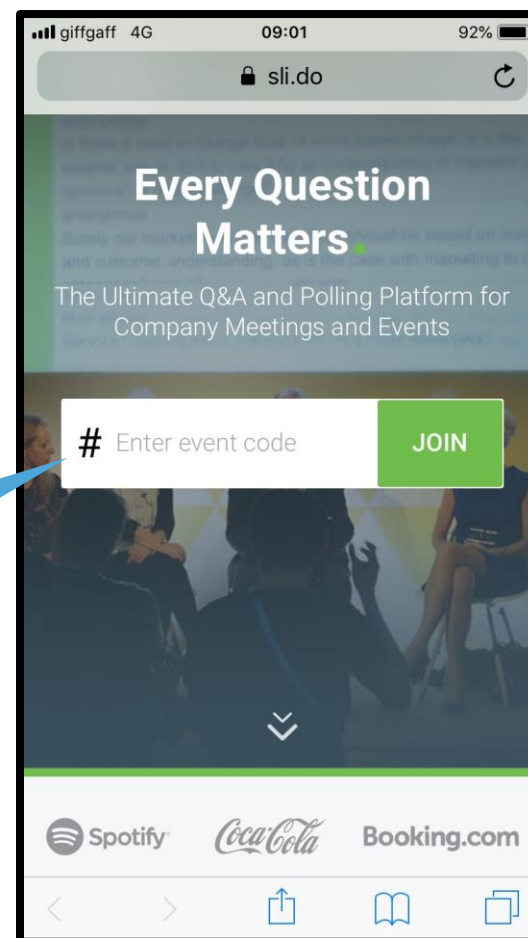 giffgaff 4G 09:01 92%
sli.do
Every Question
Matters.
The Ultimate Q&A and Polling Platform for
Company Meetings and Events
# Enter event code JOIN
Spotify Coca-Cola Booking.com